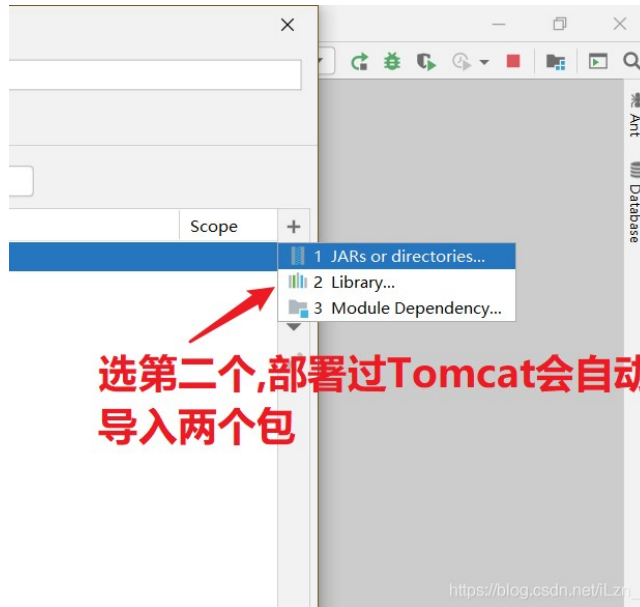 Scope
1 JARs or directories...
2 Library...
3 Module Dependency...
选第二个,部署过Tomcat会自动
导入两个包
Ant
Database
https://blog.csdn.net/iLzn_